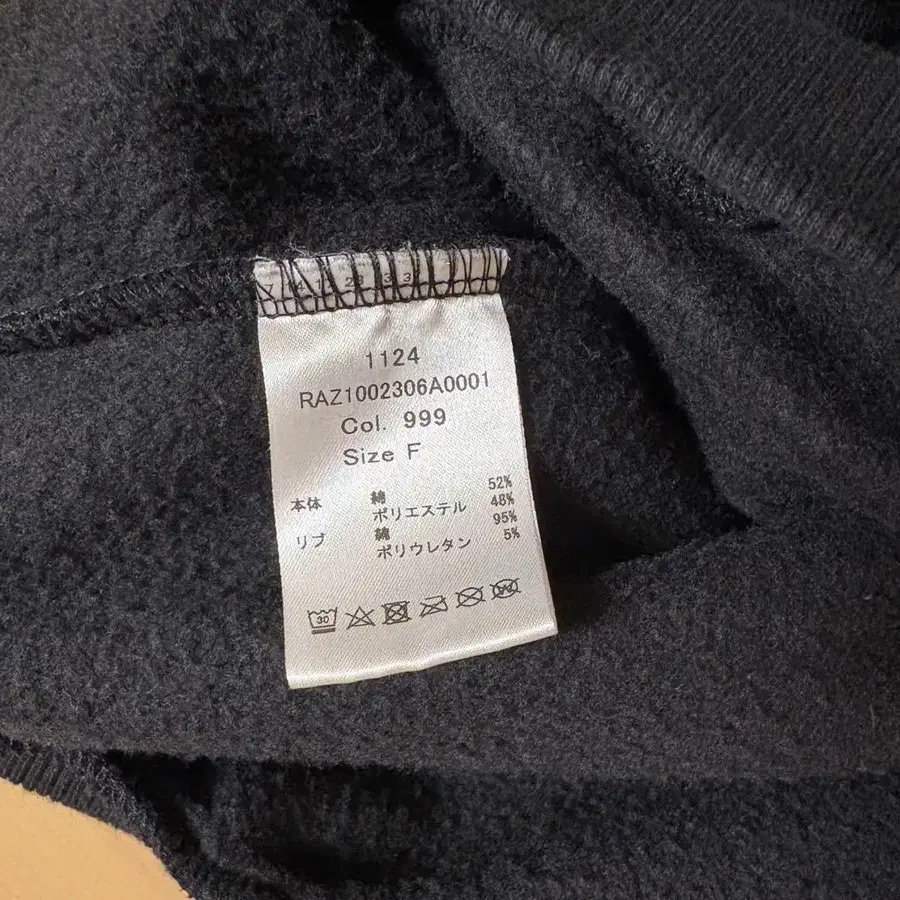 1124
RAZ1002306A0001
Col. 999
Size F
本体 綿 52%
ポリエステル 48%
リブ 綿 95%
ポリウレタン 5%
30